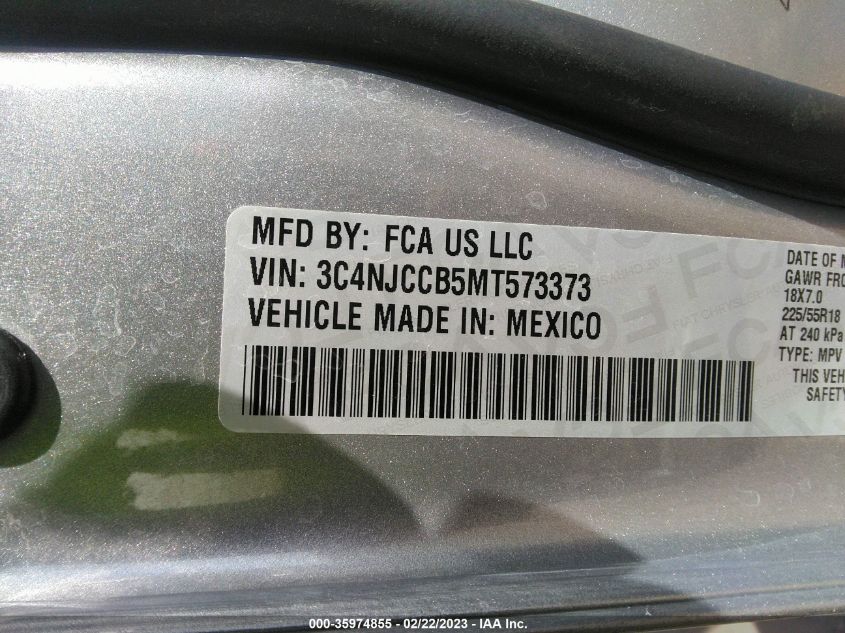 MFD BY: FCA US LLC
VIN: 3C4NJCCB5MT573373
VEHICLE MADE IN: MEXICO
DATE OF M
GAWR FRO
18X7.0
225/55R18
AT 240 kPa
TYPE: MPV
THIS VEH
SAFETY
000-35974855 - 02/22/2023 - IAA Inc.